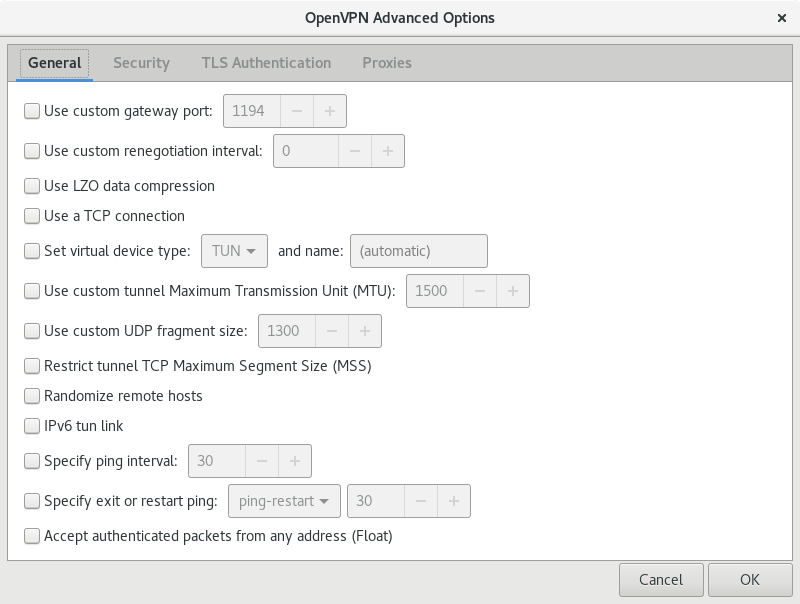 OpenVPN Advanced Options ×
General Security TLS Authentication Proxies
Use custom gateway port: 1194 − +
Use custom renegotiation interval: 0 − +
Use LZO data compression
Use a TCP connection
Set virtual device type: TUN and name: (automatic)
Use custom tunnel Maximum Transmission Unit (MTU): 1500 − +
Use custom UDP fragment size: 1300 − +
Restrict tunnel TCP Maximum Segment Size (MSS)
Randomize remote hosts
IPv6 tun link
Specify ping interval: 30 − +
Specify exit or restart ping: ping-restart 30 − +
Accept authenticated packets from any address (Float)
Cancel OK